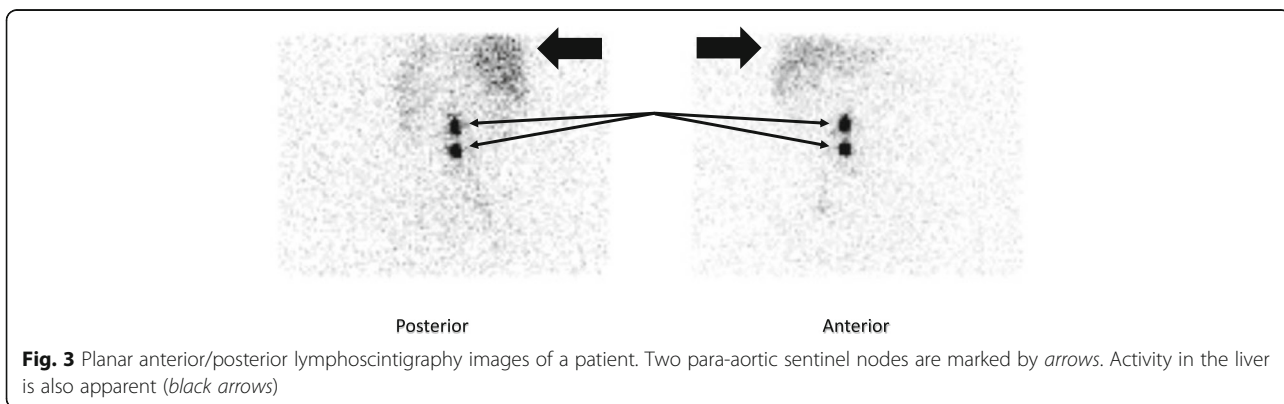 Posterior
Anterior
Fig. 3 Planar anterior/posterior lymphoscintigraphy images of a patient. Two para-aortic sentinel nodes are marked by arrows. Activity in the liver
is also apparent (black arrows)